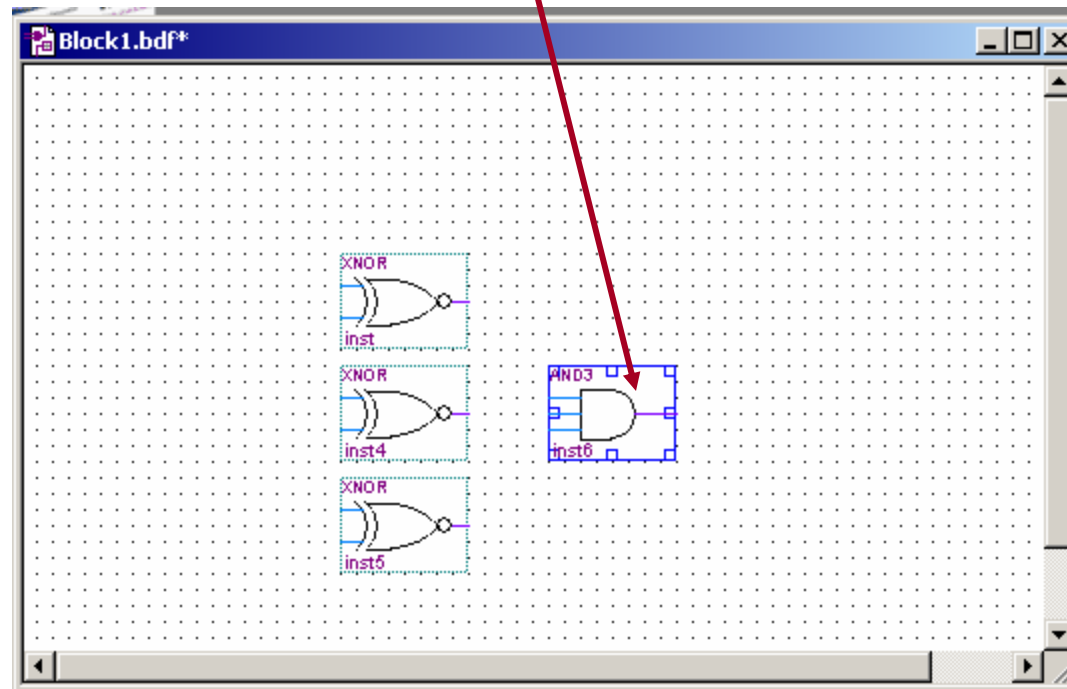 Block1.bdf*
XNOR
inst
XNOR
inst4
AND3
inst6
XNOR
inst5